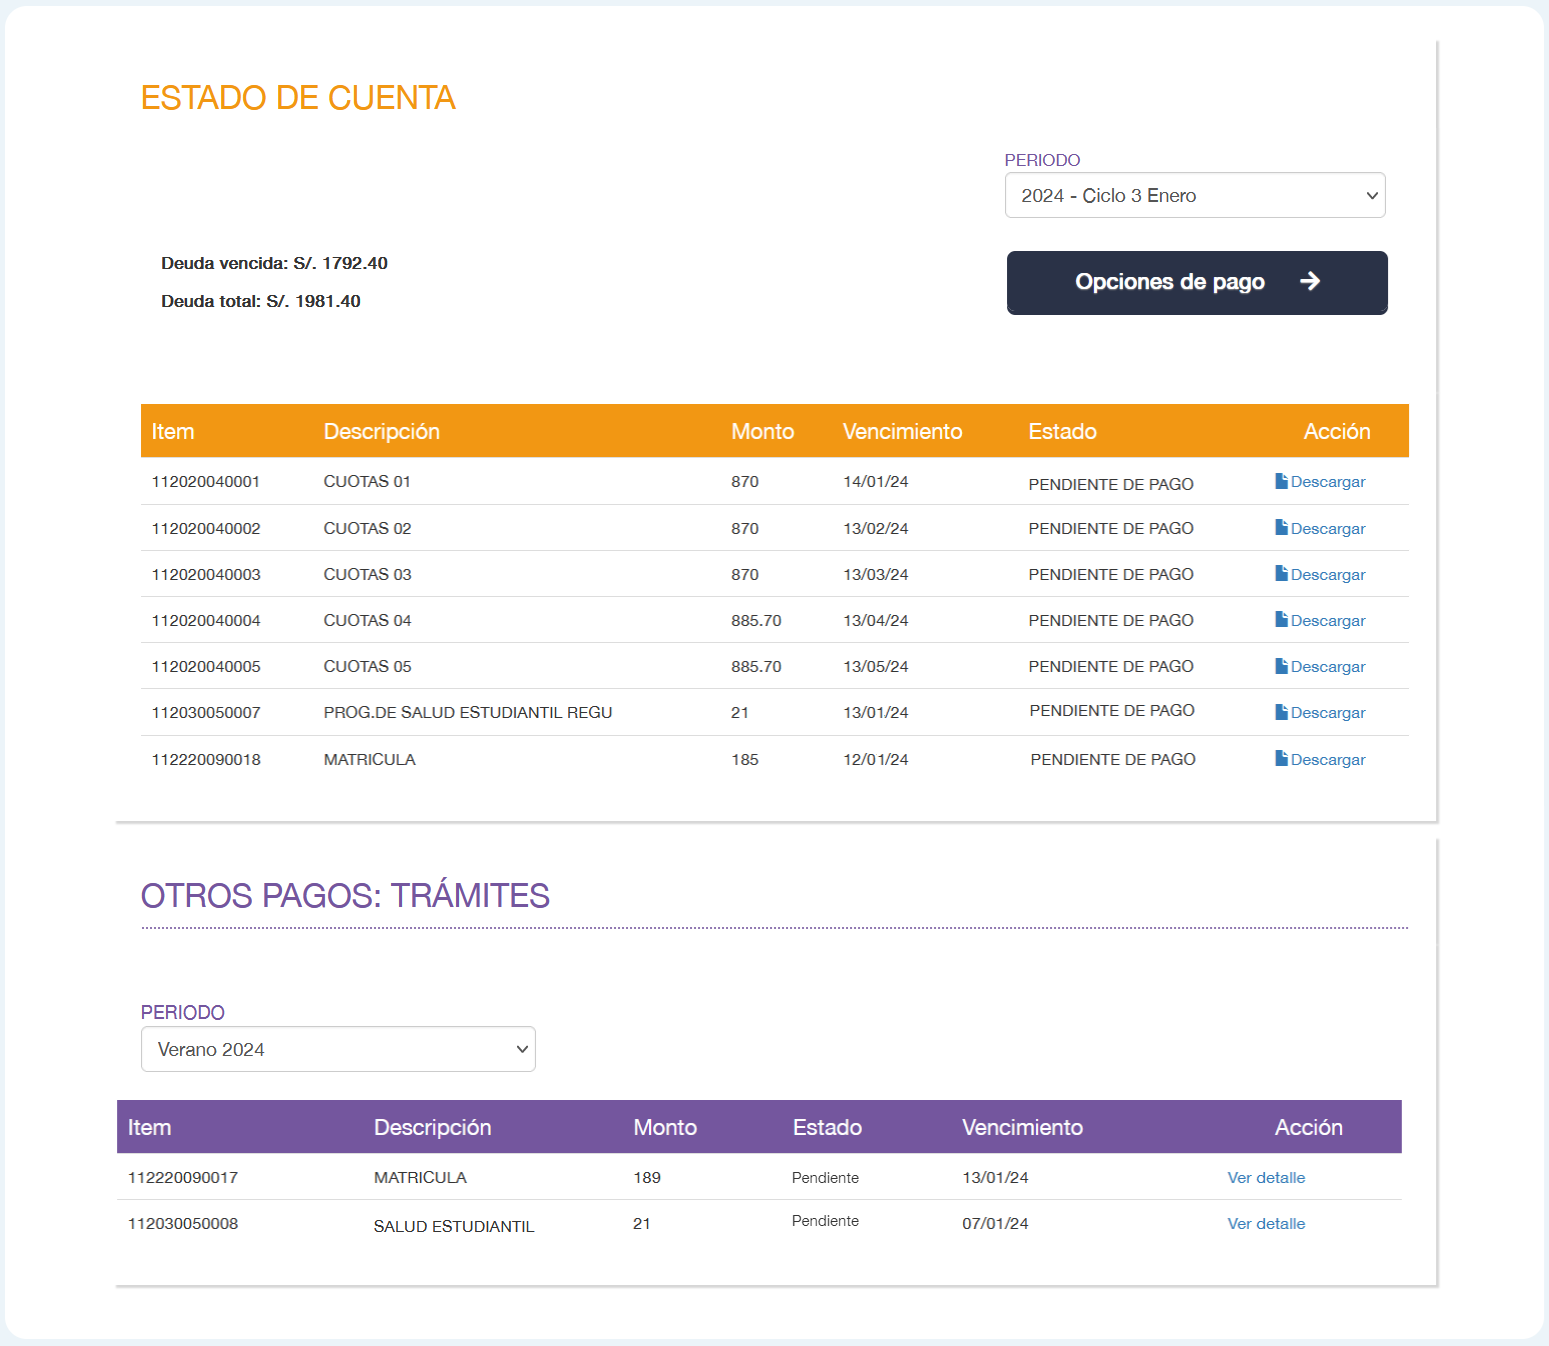 ESTADO DE CUENTA
PERIODO
2024 - Ciclo 3 Enero
Deuda vencida: S/. 1792.40
Deuda total: S/. 1981.40
Opciones de pago
Item Descripción Monto Vencimiento Estado Acción
112020040001 CUOTAS 01 870 14/01/24 PENDIENTE DE PAGO Descargar
112020040002 CUOTAS 02 870 13/02/24 PENDIENTE DE PAGO Descargar
112020040003 CUOTAS 03 870 13/03/24 PENDIENTE DE PAGO Descargar
112020040004 CUOTAS 04 885.70 13/04/24 PENDIENTE DE PAGO Descargar
112020040005 CUOTAS 05 885.70 13/05/24 PENDIENTE DE PAGO Descargar
112030050007 PROG.DE SALUD ESTUDIANTIL REGU 21 13/01/24 PENDIENTE DE PAGO Descargar
112220090018 MATRICULA 185 12/01/24 PENDIENTE DE PAGO Descargar
OTROS PAGOS: TRÁMITES
PERIODO
Verano 2024
Item Descripción Monto Estado Vencimiento Acción
112220090017 MATRICULA 189 Pendiente 13/01/24 Ver detalle
112030050008 SALUD ESTUDIANTIL 21 Pendiente 07/01/24 Ver detalle